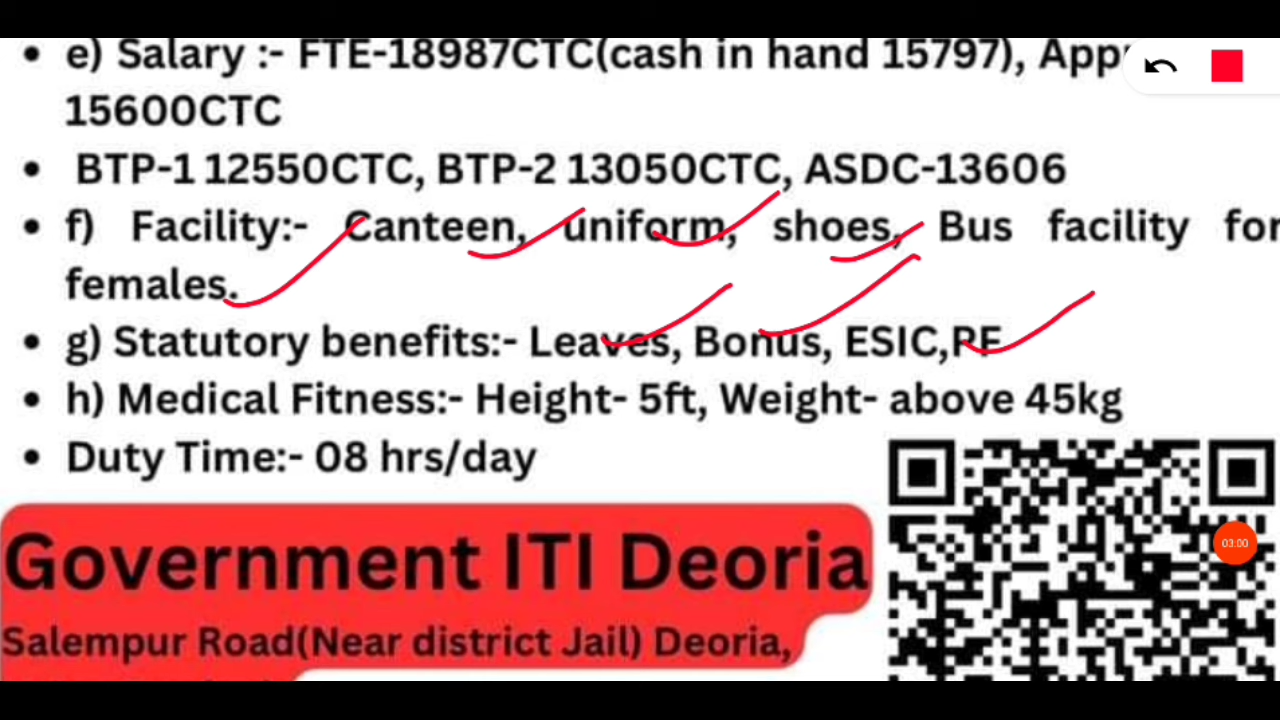 • e) Salary :- FTE-18987CTC(cash in hand 15797),
15600CTC
• BTP-1 12550CTC, BTP-2 13050CTC, ASDC-13606
• f) Facility:- Canteen, uniform, shoes, Bus facility for
females.
• g) Statutory benefits:- Leaves, Bonus, ESIC,PF
• h) Medical Fitness:- Height- 5ft, Weight- above 45kg
• Duty Time:- 08 hrs/day
Government ITI Deoria
Salempur Road(Near district Jail) Deoria,
03:00